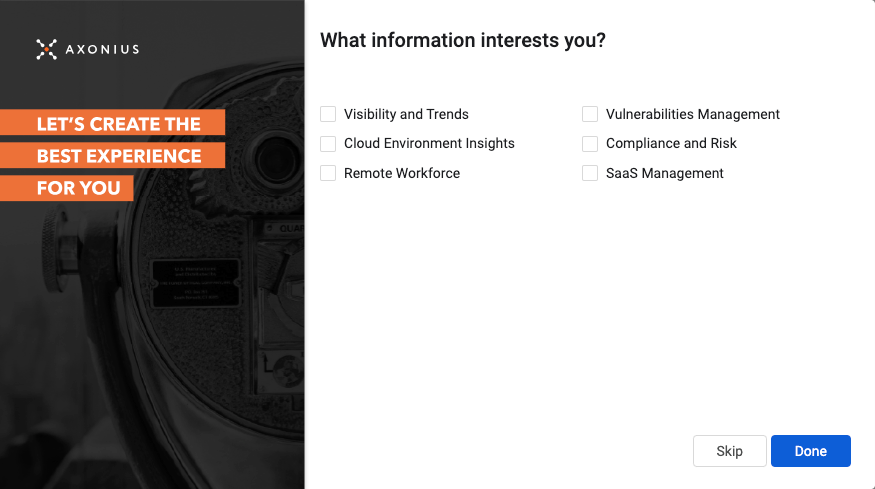 AXONIUS
LET'S CREATE THE
BEST EXPERIENCE
FOR YOU
What information interests you?
Visibility and Trends
Vulnerabilities Management
Cloud Environment Insights
Compliance and Risk
Remote Workforce
SaaS Management
Skip
Done